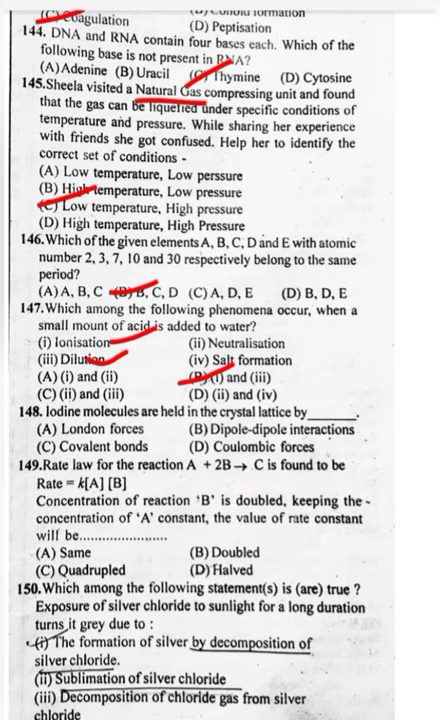 (C) Coagulation
(D) Peptisation
144. DNA and RNA contain four bases each. Which of the
following base is not present in RNA?
(A) Adenine (B) Uracil (C) Thymine (D) Cytosine
145.Sheela visited a Natural Gas compressing unit and found
that the gas can be liquefied under specific conditions of
temperature and pressure. While sharing her experience
with friends she got confused. Help her to identify the
correct set of conditions -
(A) Low temperature, Low perssure
(B) High temperature, Low pressure
(C) Low temperature, High pressure
(D) High temperature, High Pressure
146. Which of the given elements A, B, C, D and E with atomic
number 2, 3, 7, 10 and 30 respectively belong to the same
period?
(A) A, B, C (B) B, C, D (C) A, D, E (D) B, D, E
147. Which among the following phenomena occur, when a
small mount of acid is added to water?
(i) Ionisation (ii) Neutralisation
(iii) Dilution (iv) Salt formation
(A) (i) and (ii) (B) (i) and (iii)
(C) (ii) and (iii) (D) (ii) and (iv)
148. Iodine molecules are held in the crystal lattice by________.
(A) London forces (B) Dipole-dipole interactions
(C) Covalent bonds (D) Coulombic forces
149.Rate law for the reaction A + 2B→ C is found to be
Rate = k[A] [B]
Concentration of reaction 'B' is doubled, keeping the -
concentration of 'A' constant, the value of rate constant
will be......................
(A) Same (B) Doubled
(C) Quadrupled (D) Halved
150. Which among the following statement(s) is (are) true ?
Exposure of silver chloride to sunlight for a long duration
turns it grey due to :
(i) The formation of silver by decomposition of
silver chloride.
(ii) Sublimation of silver chloride
(iii) Decomposition of chloride gas from silver
chloride